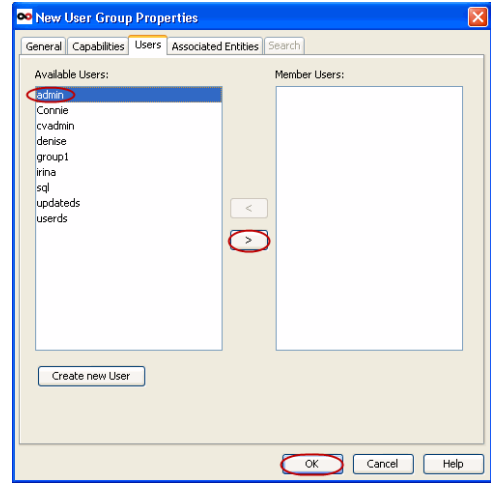 New User Group Properties
General Capabilities Users Associated Entities Search
Available Users: Member Users:
admin
Connie
cvadmin
denise
group1
irina
sql
updateds
userds
<
>
Create new User
OK Cancel Help